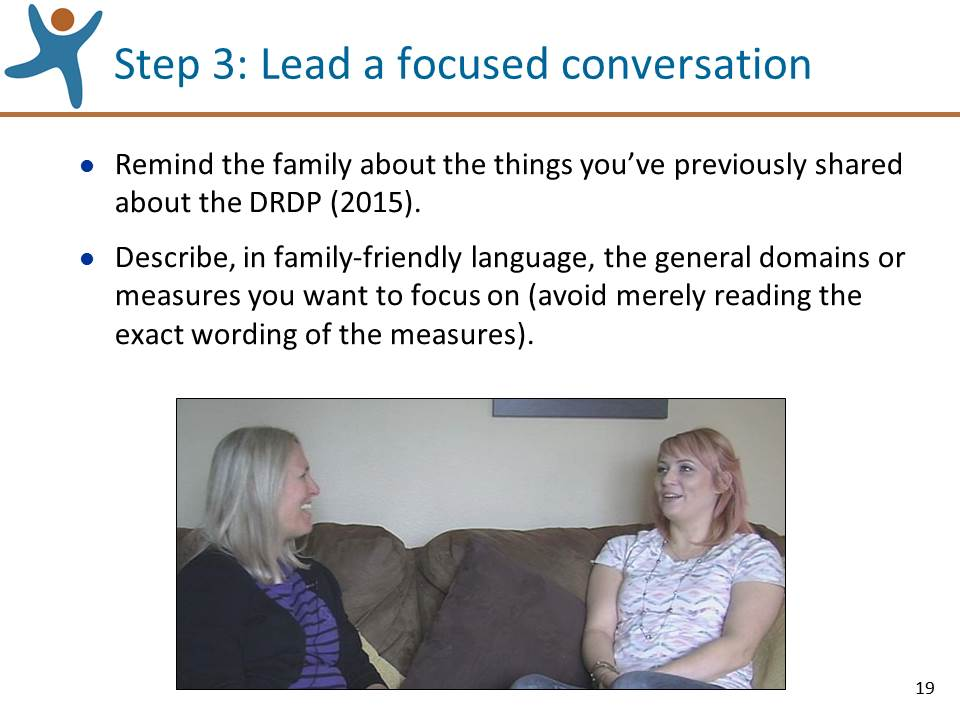 Step 3: Lead a focused conversation
● Remind the family about the things you’ve previously shared
about the DRDP (2015).
● Describe, in family-friendly language, the general domains or
measures you want to focus on (avoid merely reading the
exact wording of the measures).
19